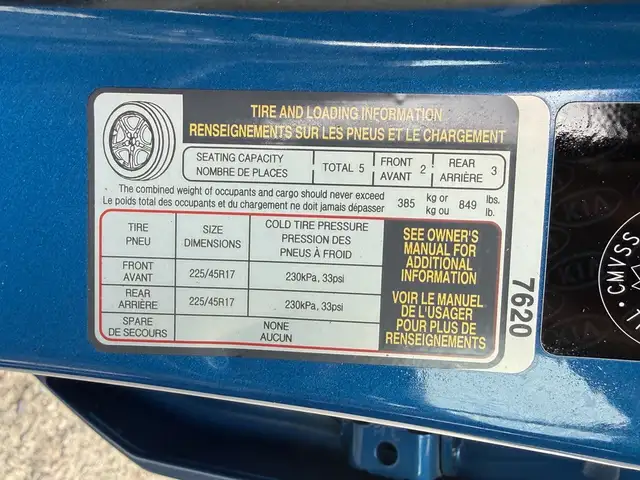 TIRE AND LOADING INFORMATION
RENSEIGNEMENTS SUR LES PNEUS ET LE CHARGEMENT
SEATING CAPACITY
NOMBRE DE PLACES
TOTAL 5
FRONT
AVANT 2
REAR
ARRIÈRE 3
The combined weight of occupants and cargo should never exceed
Le poids total des occupants et du chargement ne doit jamais dépasser
385 kg or
kg ou
849 lbs.
lb.
TIRE
PNEU
SIZE
DIMENSIONS
COLD TIRE PRESSURE
PRESSION DES
PNEUS À FROID
FRONT
AVANT
225/45R17
230kPa, 33psi
REAR
ARRIÈRE
225/45R17
230kPa, 33psi
SPARE
DE SECOURS
NONE
AUCUN
SEE OWNER'S
MANUAL FOR
ADDITIONAL
INFORMATION
VOIR LE MANUEL
DE L'USAGER
POUR PLUS DE
RENSEIGNEMENTS
7620
CMVSS
KIA